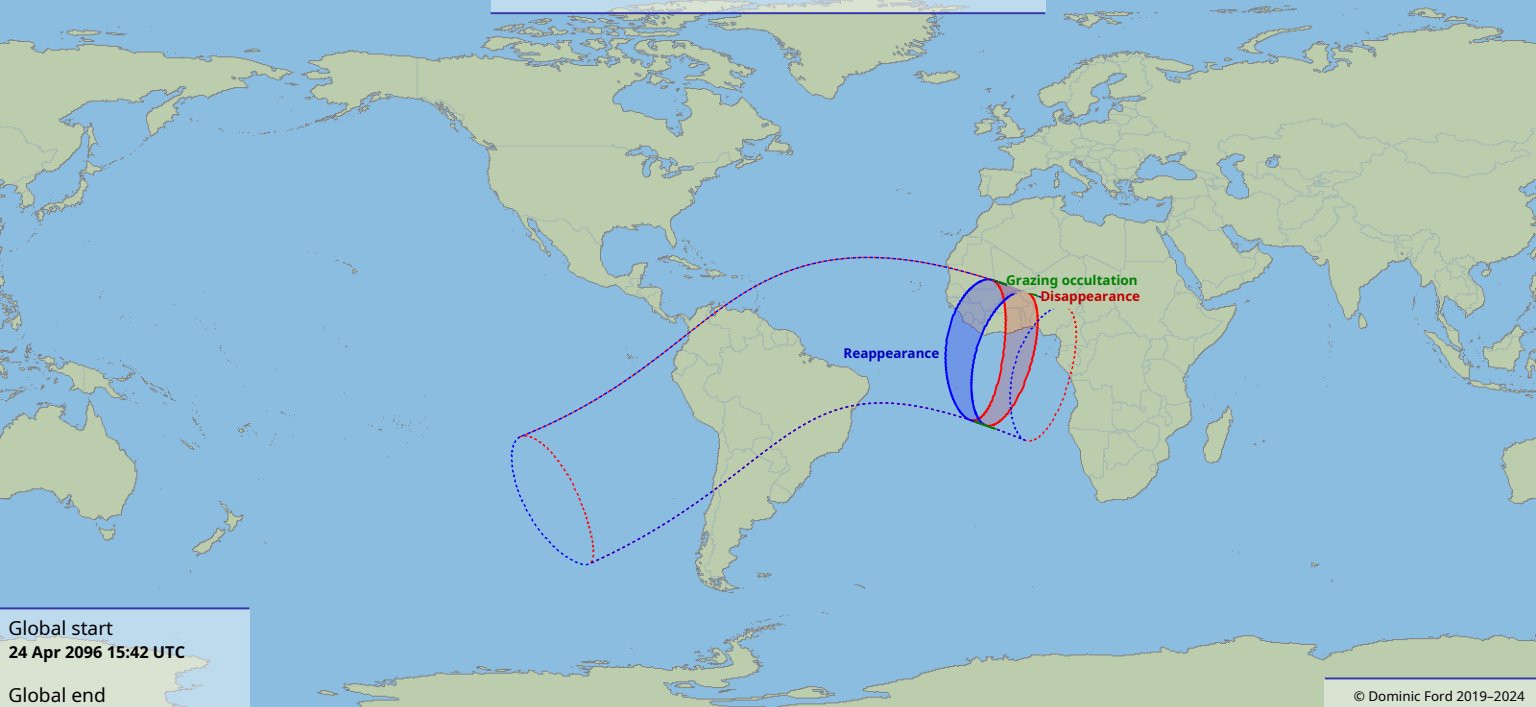 Grazing occultation
Disappearance
Reappearance
Global start
24 Apr 2096 15:42 UTC
Global end
© Dominic Ford 2019–2024